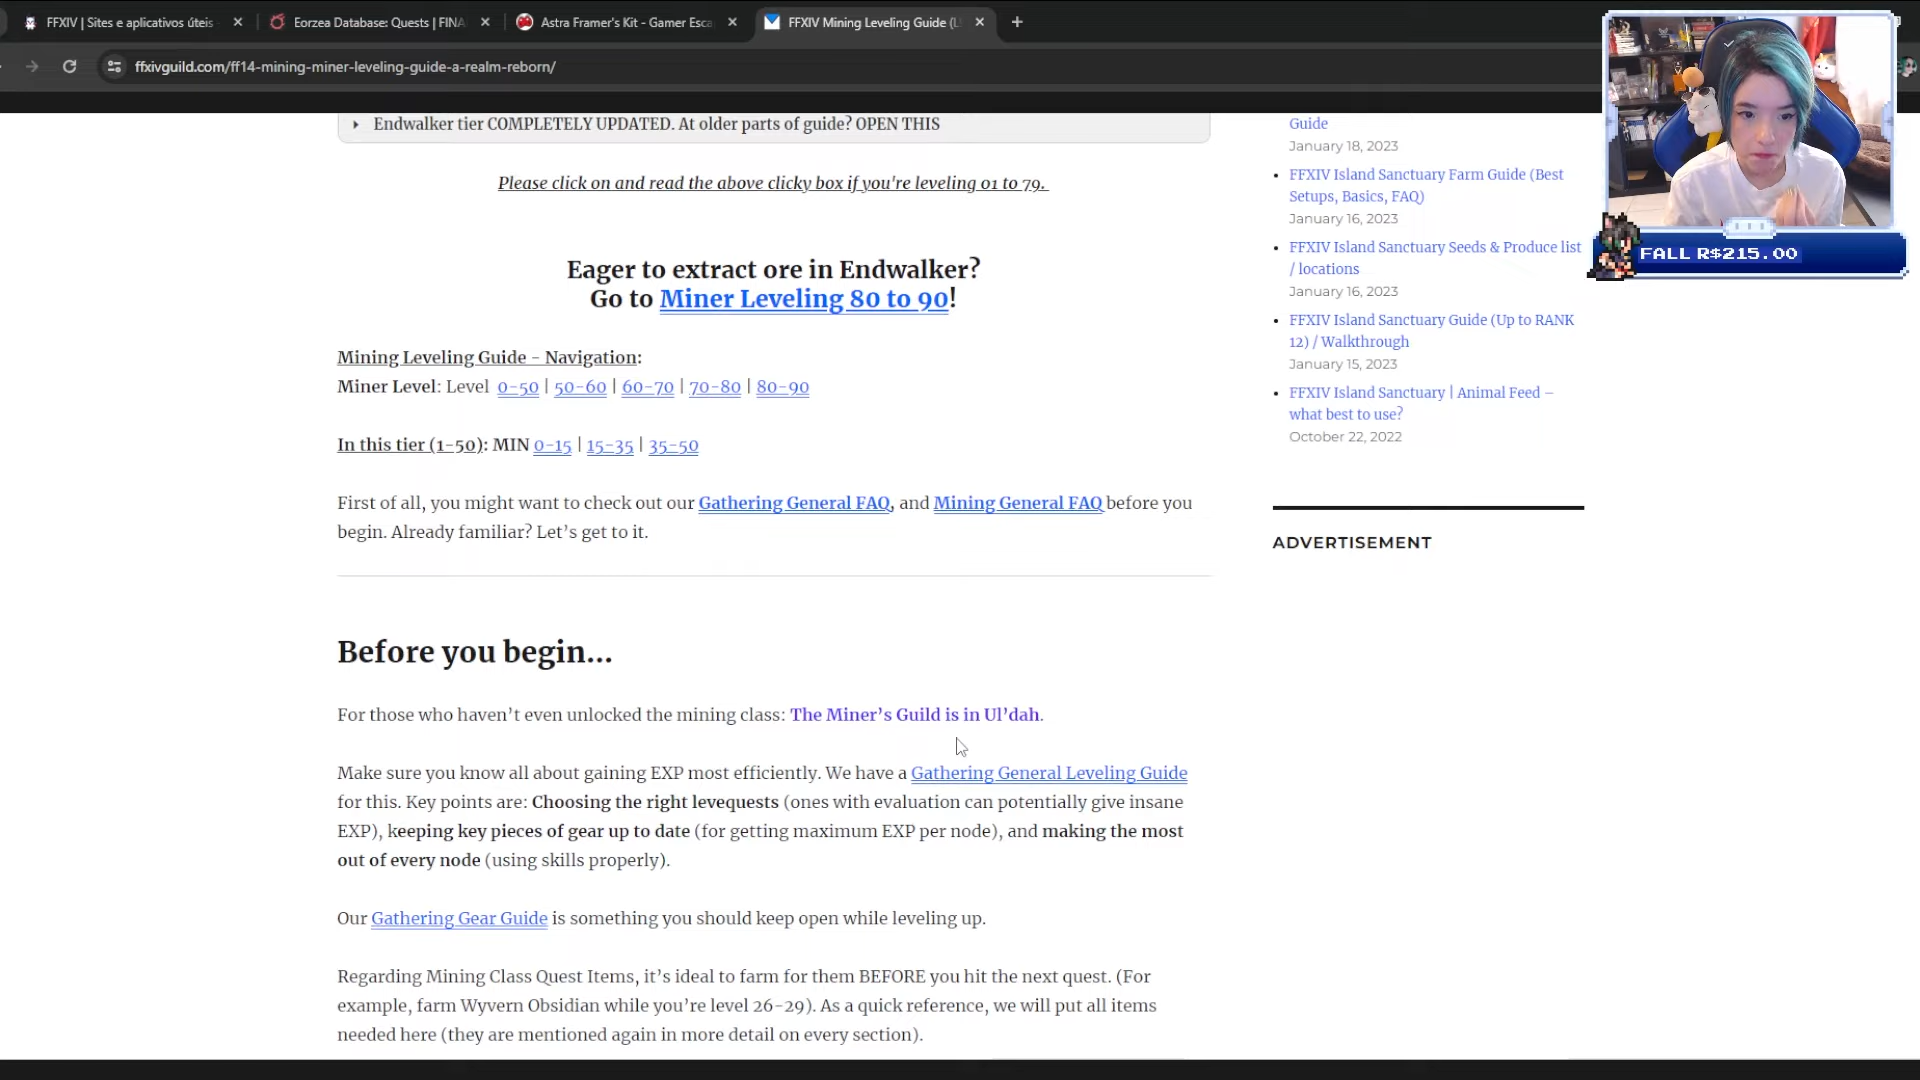 FFXIV | Sites e aplicativos úteis
Eorzea Database: Quests | FINA
Astra Framer's Kit - Gamer Esca
FFXIV Mining Leveling Guide (L
ffxivguild.com/ff14-mining-miner-leveling-guide-a-realm-reborn/
Endwalker tier COMPLETELY UPDATED. At older parts of guide? OPEN THIS
Please click on and read the above clicky box if you're leveling 01 to 79.
Eager to extract ore in Endwalker?
Go to Miner Leveling 80 to 90!
Mining Leveling Guide – Navigation:
Miner Level: Level 0-50 | 50-60 | 60-70 | 70-80 | 80-90
In this tier (1-50): MIN 0-15 | 15-35 | 35-50
First of all, you might want to check out our Gathering General FAQ, and Mining General FAQ before you
begin. Already familiar? Let's get to it.
Before you begin…
For those who haven't even unlocked the mining class: The Miner's Guild is in Ul'dah.
Make sure you know all about gaining EXP most efficiently. We have a Gathering General Leveling Guide
for this. Key points are: Choosing the right levequests (ones with evaluation can potentially give insane
EXP), keeping key pieces of gear up to date (for getting maximum EXP per node), and making the most
out of every node (using skills properly).
Our Gathering Gear Guide is something you should keep open while leveling up.
Regarding Mining Class Quest Items, it's ideal to farm for them BEFORE you hit the next quest. (For
example, farm Wyvern Obsidian while you're level 26-29). As a quick reference, we will put all items
needed here (they are mentioned again in more detail on every section).
Guide
January 18, 2023
• FFXIV Island Sanctuary Farm Guide (Best
Setups, Basics, FAQ)
January 16, 2023
• FFXIV Island Sanctuary Seeds & Produce list
/ locations
January 16, 2023
• FFXIV Island Sanctuary Guide (Up to RANK
12) / Walkthrough
January 15, 2023
• FFXIV Island Sanctuary | Animal Feed –
what best to use?
October 22, 2022
ADVERTISEMENT
FALL R$215.00